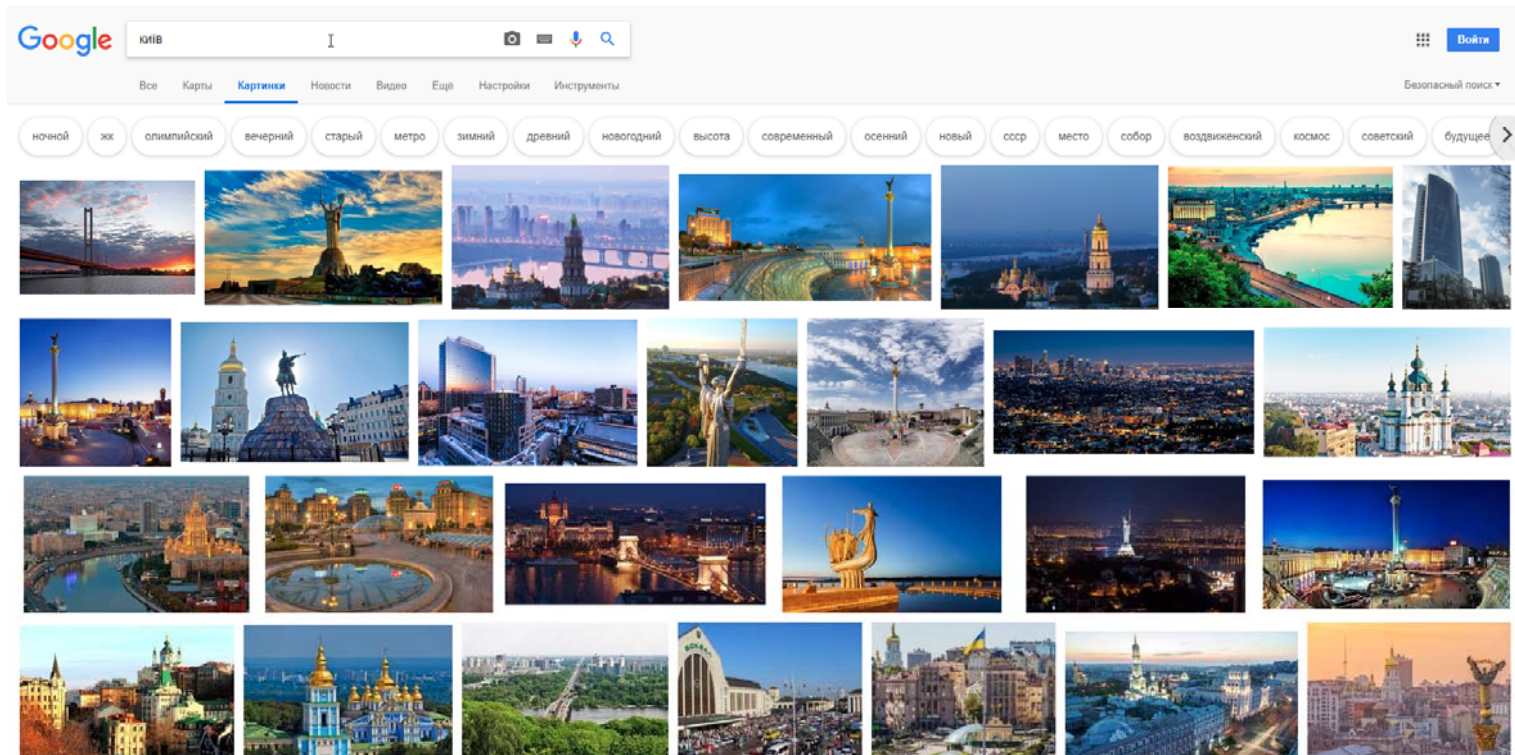 Google
київ
Войти
Все Карты Картинки Новости Видео Ещё Настройки Инструменты
Безопасный поиск
ночной жк олимпийский вечерний старый метро зимний древний новогодний высота современный осенний новый ссср место собор воздвиженский космос советский будущее
ВОКЗАЛ